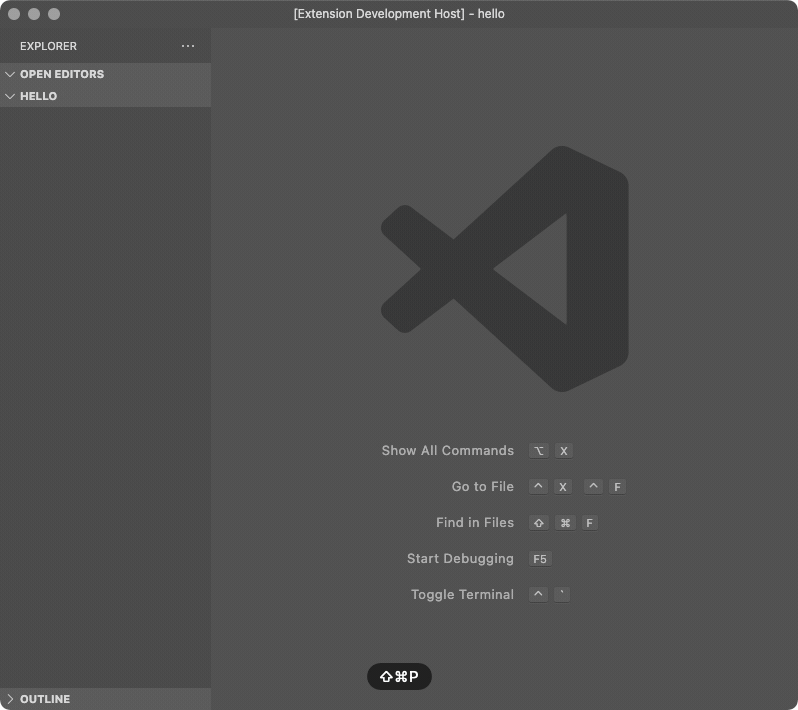 [Extension Development Host] - hello
EXPLORER ···
OPEN EDITORS
HELLO
Show All Commands ⌥ X
Go to File ^ X ^ F
Find in Files ⇧ ⌘ F
Start Debugging F5
Toggle Terminal ^ `
⇧⌘P
OUTLINE